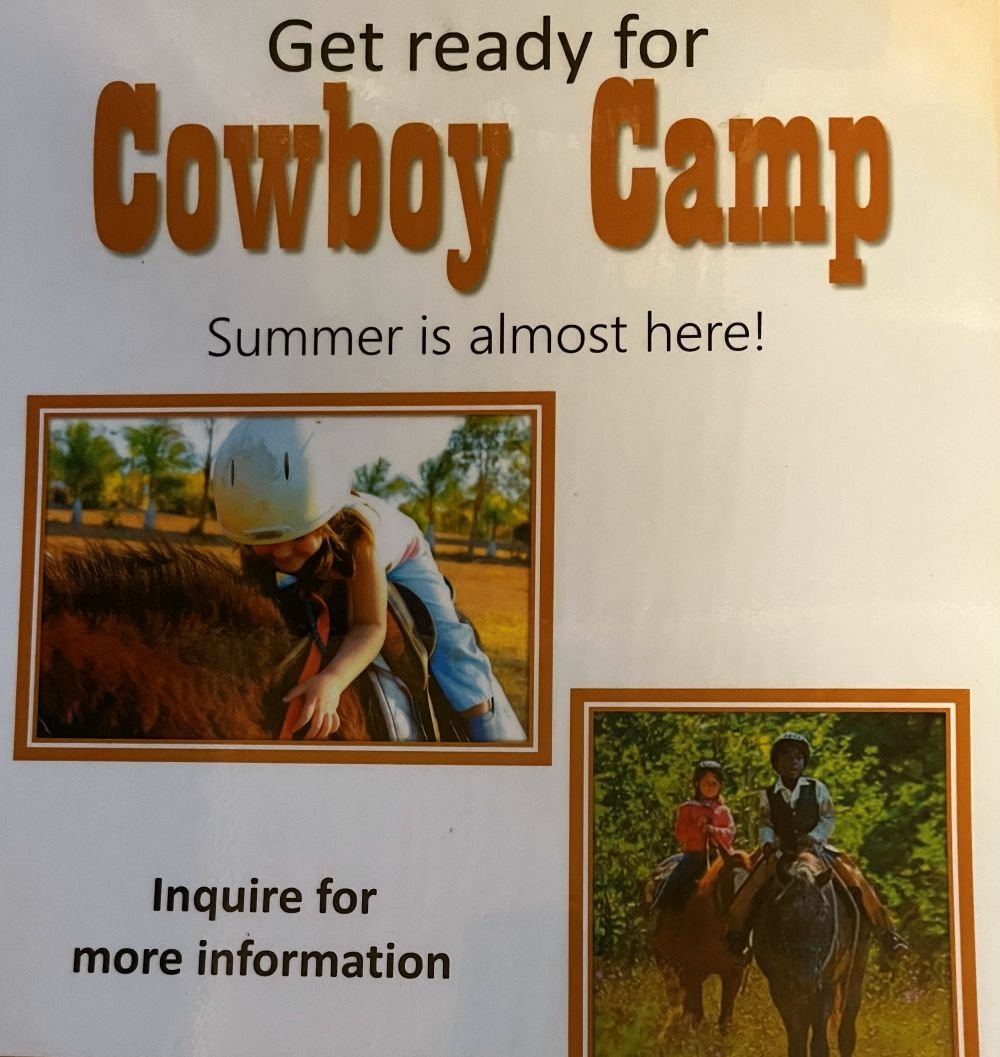 Get ready for
Cowboy Camp
Summer is almost here!
Inquire for
more information